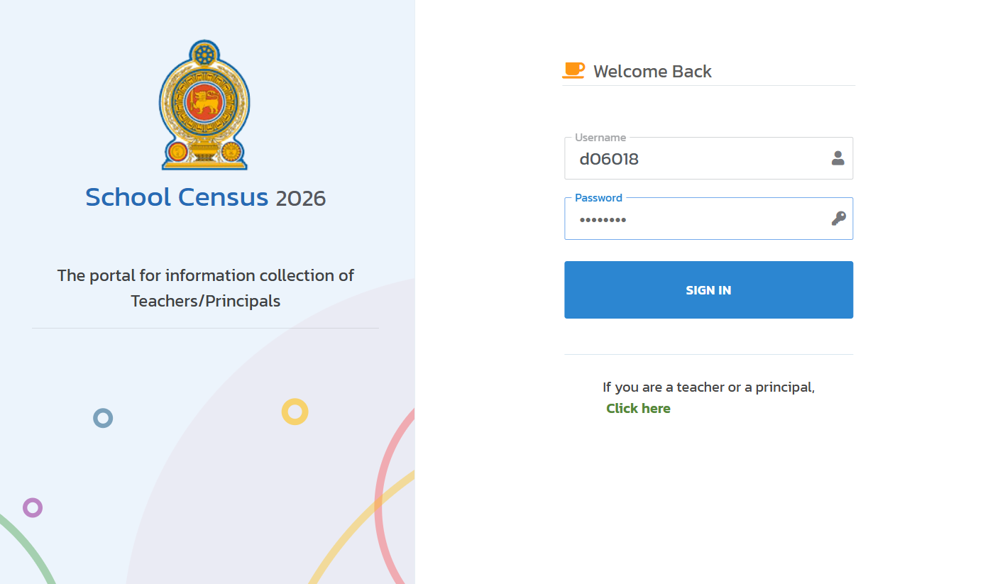 School Census 2026
The portal for information collection of
Teachers/Principals
Welcome Back
Username
d06018
Password
••••••••
SIGN IN
If you are a teacher or a principal,
Click here